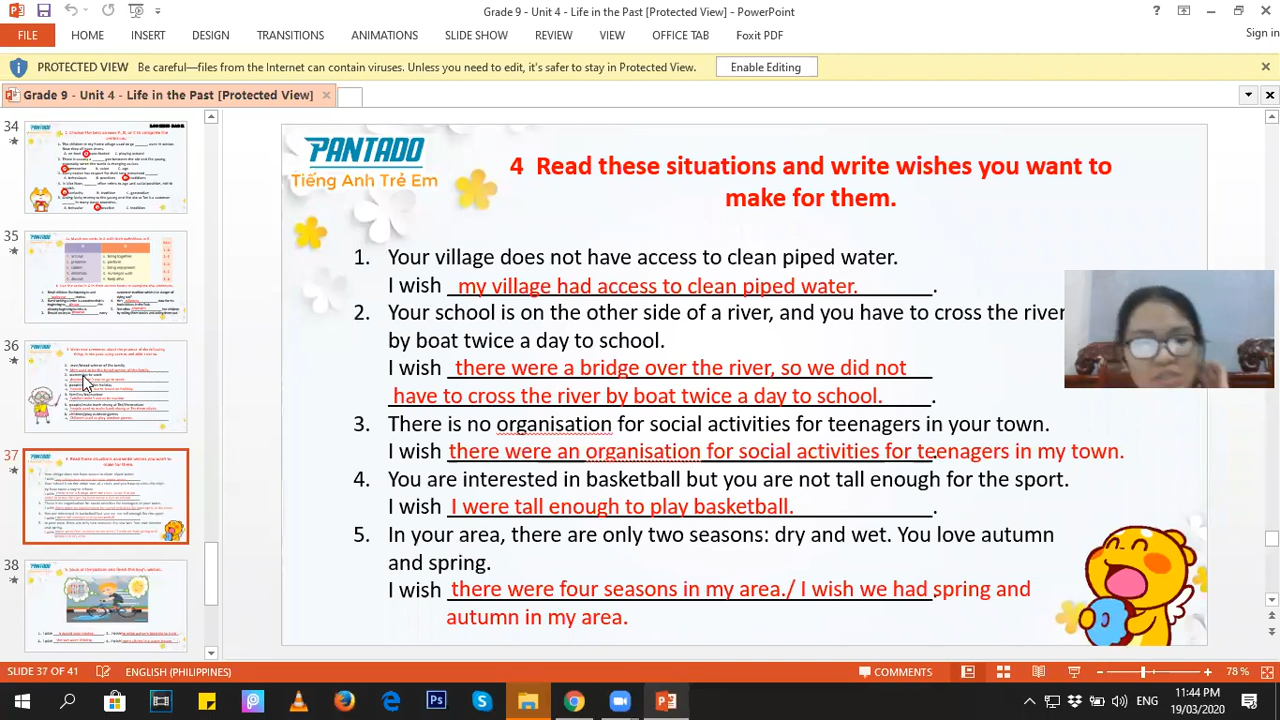 Grade 9 - Unit 4 - Life in the Past [Protected View] - PowerPoint
FILE HOME INSERT DESIGN TRANSITIONS ANIMATIONS SLIDE SHOW REVIEW VIEW OFFICE TAB Foxit PDF Sign in
PROTECTED VIEW Be careful—files from the Internet can contain viruses. Unless you need to edit, it's safer to stay in Protected View. Enable Editing
Grade 9 - Unit 4 - Life in the Past [Protected View]
34
35
36
37
38
PANTADO
Tiếng Anh Trẻ Em
4 Read these situation and write wishes you want to
make for them.
1. Your village does not have access to clean piped water.
I wish my village had access to clean piped water.
2. Your school is on the other side of a river, and you have to cross the river
by boat twice a day to school.
I wish there were a bridge over the river, so we did not
have to cross the river by boat twice a day to school.
3. There is no organisation for social activities for teenagers in your town.
I wish there were an organisation for social activities for teenagers in my town.
4. You are interested in basketball but you are not tall enough for the sport.
I wish I were tall enough to play basketball.
5. In your area, there are only two seasons: dry and wet. You love autumn
and spring.
I wish there were four seasons in my area./ I wish we had spring and
autumn in my area.
SLIDE 37 OF 41 ENGLISH (PHILIPPINES) COMMENTS 78 %
ENG 11:44 PM
19/03/2020